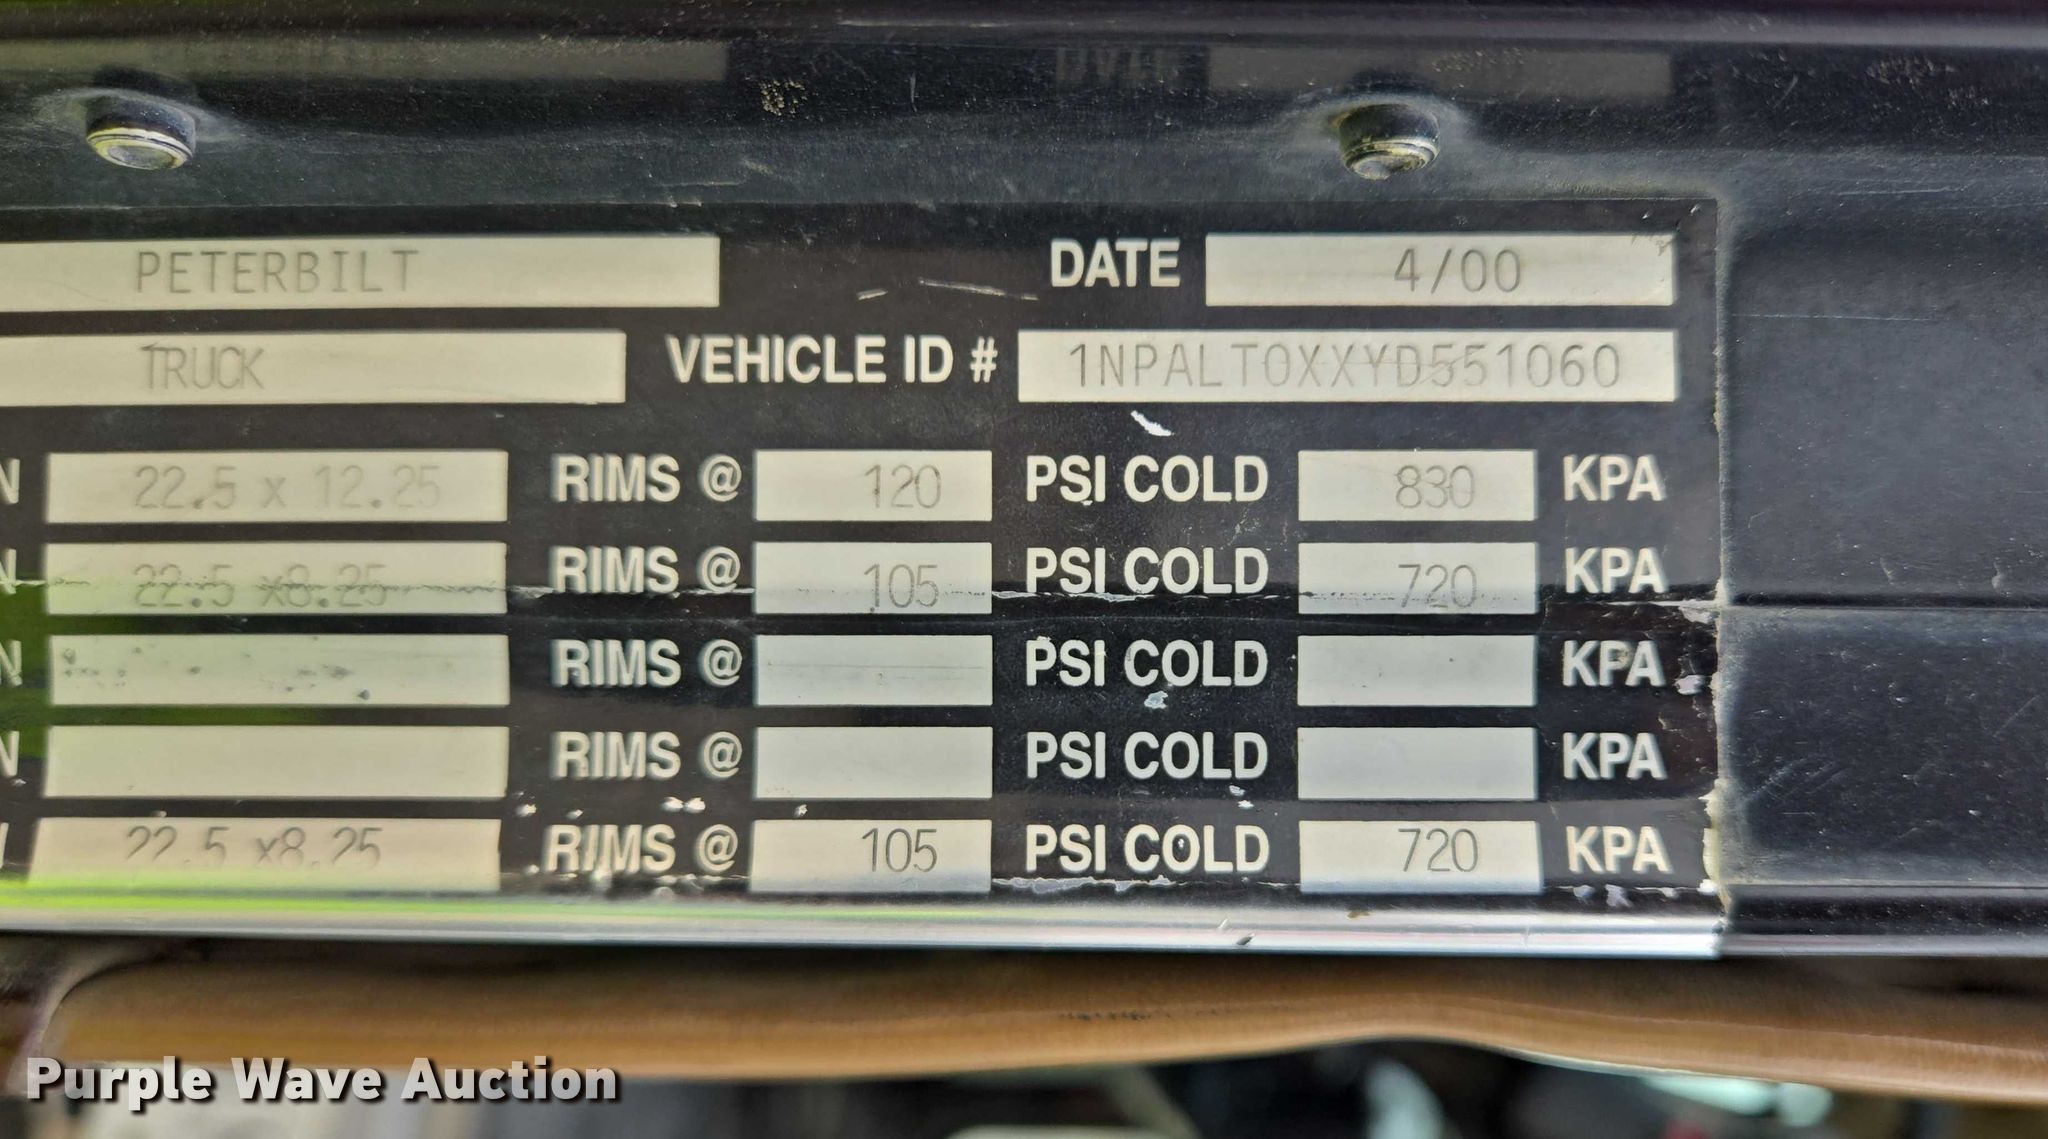 PETERBILT DATE 4/00
TRUCK VEHICLE ID # 1NPALT0XXYD551060
N 22.5 x 12.25 RIMS @ 120 PSI COLD 830 KPA
N 22.5 x8.25 RIMS @ 105 PSI COLD 720 KPA
N RIMS @ PSI COLD KPA
N RIMS @ PSI COLD KPA
N 22.5 x8.25 RIMS @ 105 PSI COLD 720 KPA
Purple Wave Auction